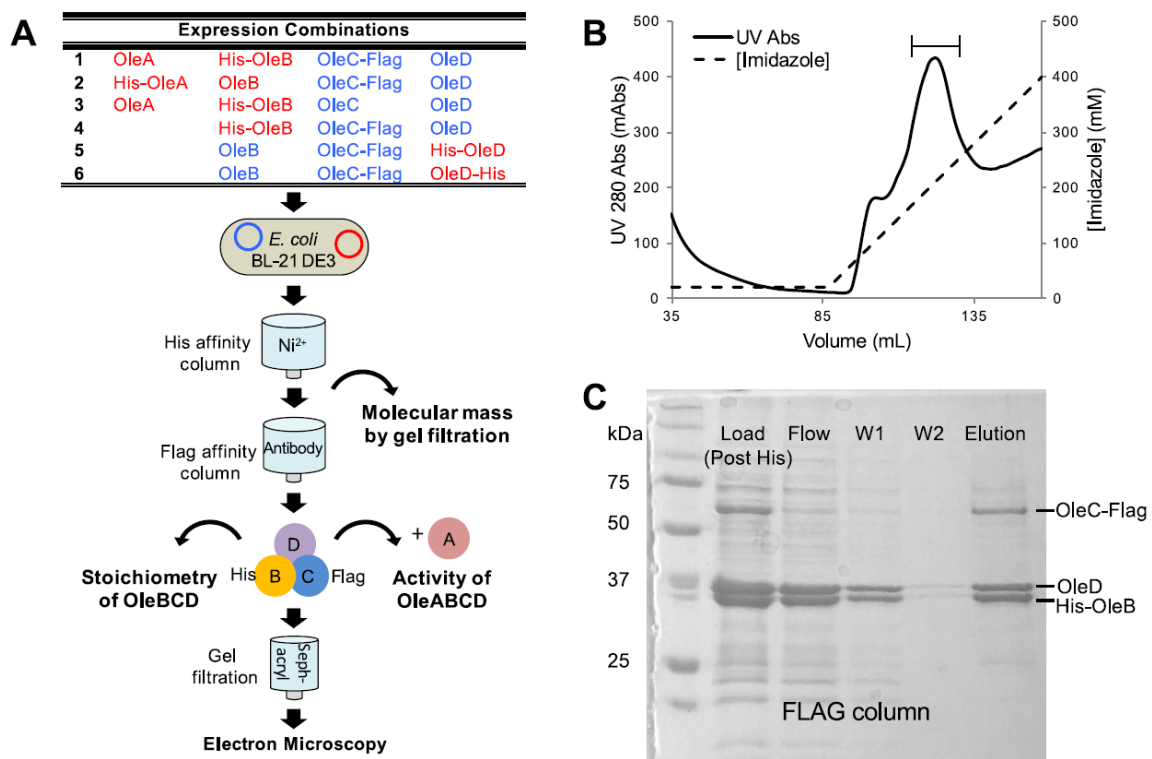 A
Expression Combinations
1 OleA His-OleB OleC-Flag OleD
2 His-OleA OleB OleC-Flag OleD
3 OleA His-OleB OleC OleD
4 His-OleB OleC-Flag OleD
5 OleB OleC-Flag His-OleD
6 OleB OleC-Flag OleD-His
E. coli
BL-21 DE3
His affinity
column
Ni2+
Molecular mass
by gel filtration
Flag affinity
column
Antibody
D
His B C Flag
+ A
Stoichiometry
of OleBCD
Activity of
OleABCD
Gel
filtration
Seph-
acryl
Electron Microscopy
B
UV Abs
[Imidazole]
UV 280 Abs (mAbs)
500
400
300
200
100
0
35 85 135
Volume (mL)
500
400
300
200
100
0
[Imidazole] (mM)
C
kDa
75
50
37
25
Load
(Post His)
Flow
W1
W2
Elution
OleC-Flag
OleD
His-OleB
FLAG column